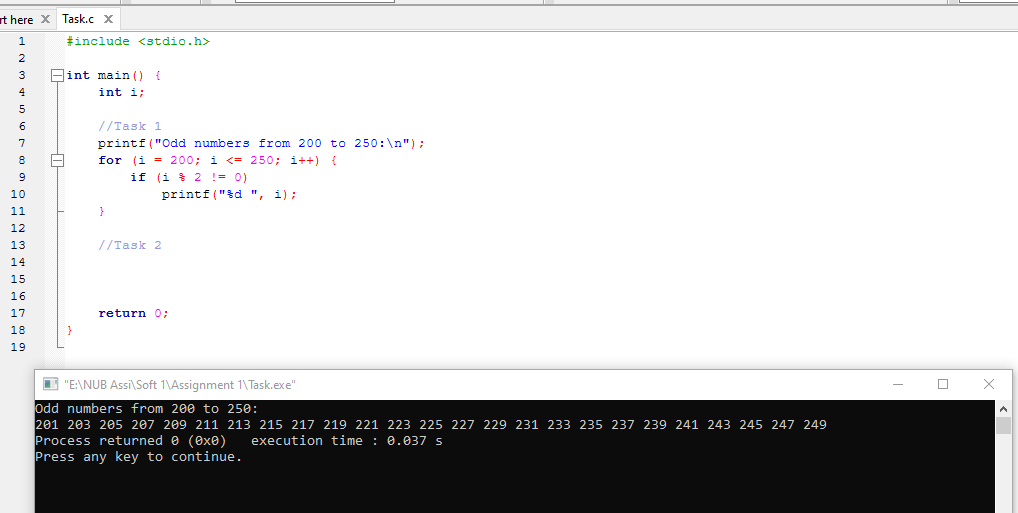 rt here X Task.c X
1 #include <stdio.h>
2
3 int main() {
4     int i;
5
6     //Task 1
7     printf("Odd numbers from 200 to 250:\n");
8     for (i = 200; i <= 250; i++) {
9         if (i % 2 != 0)
10             printf("%d ", i);
11     }
12
13     //Task 2
14
15
16
17     return 0;
18 }
19
"E:\NUB Assi\Soft 1\Assignment 1\Task.exe"
Odd numbers from 200 to 250:
201 203 205 207 209 211 213 215 217 219 221 223 225 227 229 231 233 235 237 239 241 243 245 247 249
Process returned 0 (0x0)   execution time : 0.037 s
Press any key to continue.